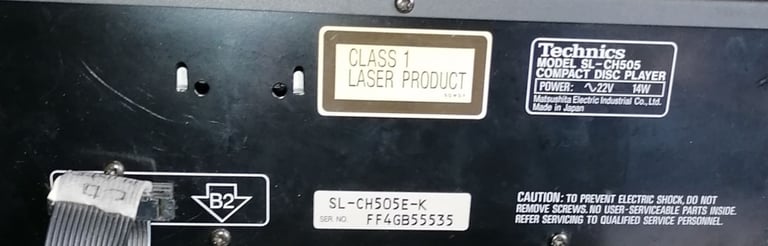 CLASS 1
LASER PRODUCT
Technics
MODEL SL-CH505
COMPACT DISC PLAYER
POWER: ∿22V 14W
Matsushita Electric Industrial Co., Ltd.
Made in Japan
B2
SL-CH505E-K
SER. NO. FF4GB55535
CAUTION: TO PREVENT ELECTRIC SHOCK, DO NOT
REMOVE SCREWS. NO USER-SERVICEABLE PARTS INSIDE.
REFER SERVICING TO QUALIFIED SERVICE PERSONNEL.